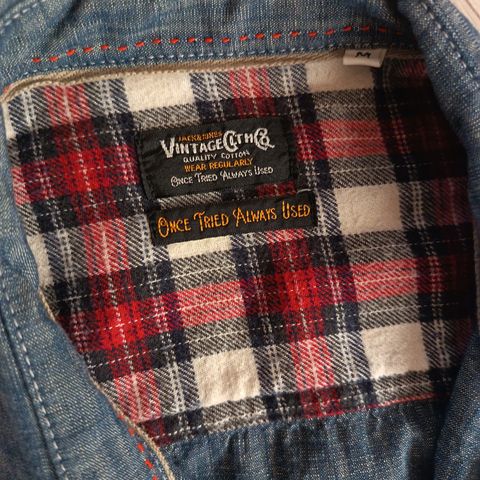 M
JACK & JONES
VINTAGE CLTH CO.
QUALITY COTTON
WEAR REGULARLY
ONCE TRIED ALWAYS USED
ONCE TRIED ALWAYS USED